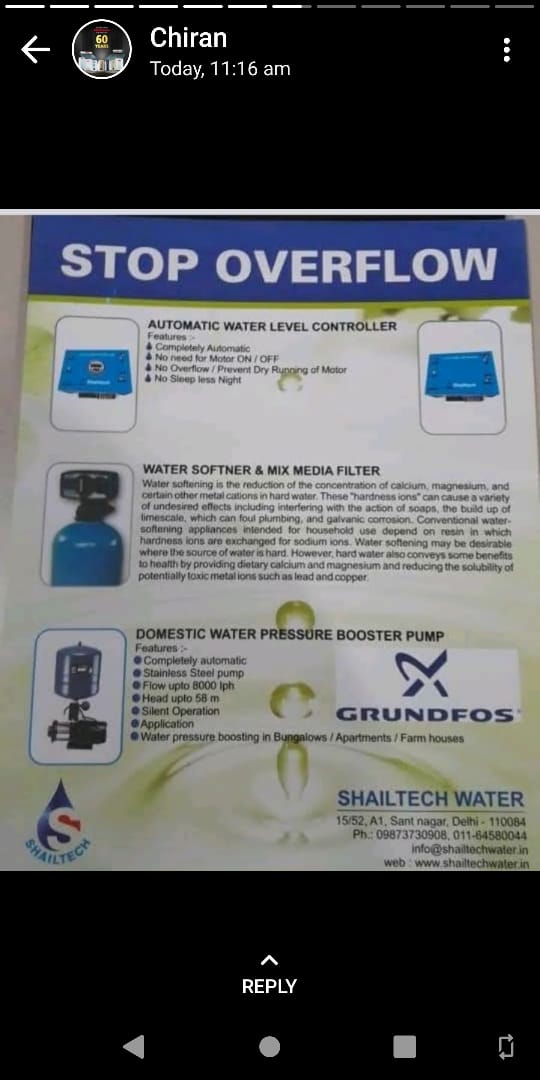 60
YEARS
Chiran
Today, 11:16 am
STOP OVERFLOW
AUTOMATIC WATER LEVEL CONTROLLER
Features :-
Completely Automatic
No need for Motor ON / OFF
No Overflow / Prevent Dry Running of Motor
No Sleep less Night
Shailtech
Shailtech
WATER SOFTNER & MIX MEDIA FILTER
Water softening is the reduction of the concentration of calcium, magnesium, and
certain other metal cations in hard water. These "hardness ions" can cause a variety
of undesired effects including interfering with the action of soaps, the build up of
limescale, which can foul plumbing, and galvanic corrosion. Conventional water-
softening appliances intended for household use depend on resin in which
hardness ions are exchanged for sodium ions. Water softening may be desirable
where the source of water is hard. However, hard water also conveys some benefits
to health by providing dietary calcium and magnesium and reducing the solubility of
potentially toxic metal ions such as lead and copper.
DOMESTIC WATER PRESSURE BOOSTER PUMP
Features :-
Completely automatic
Stainless Steel pump
Flow upto 8000 lph
Head upto 58 m
Silent Operation
Application
Water pressure boosting in Bungalows / Apartments / Farm houses
GRUNDFOS
S
SHAILTECH
SHAILTECH WATER
15/52, A1, Sant nagar, Delhi - 110084
Ph.: 09873730908, 011-64580044
info@shailtechwater.in
web : www.shailtechwater.in
REPLY